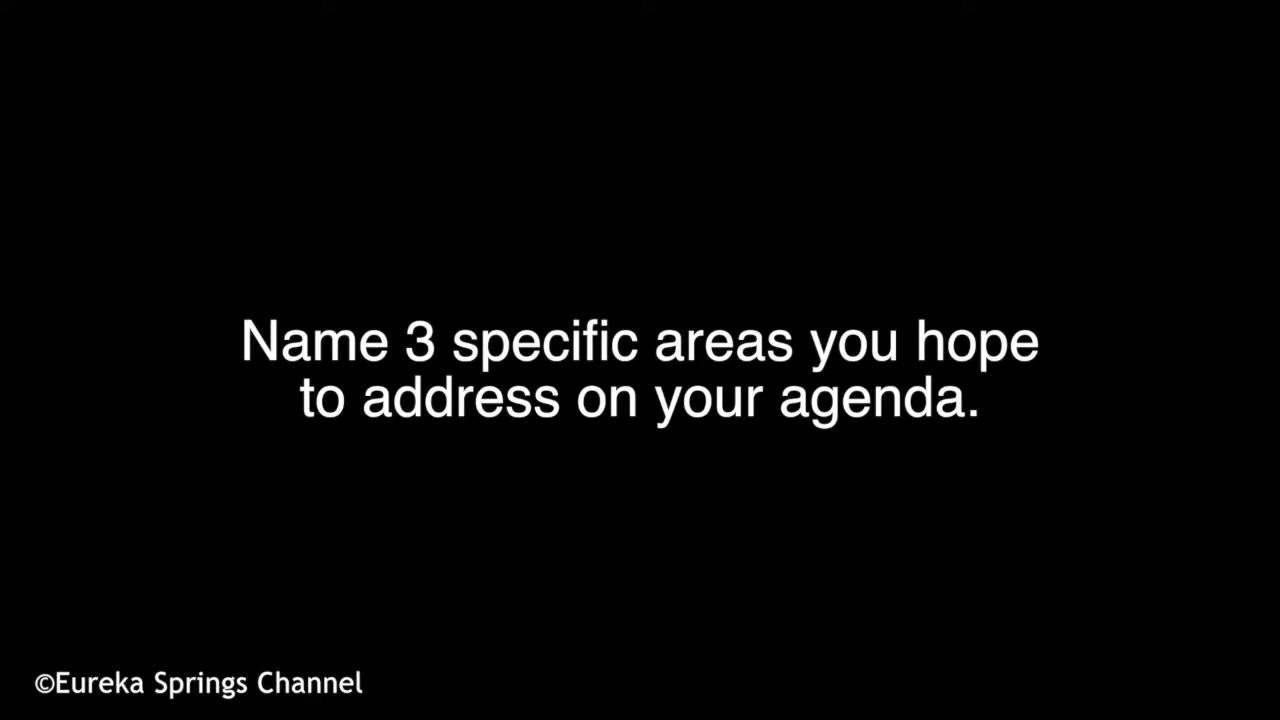 Name 3 specific areas you hope
to address on your agenda.
©Eureka Springs Channel